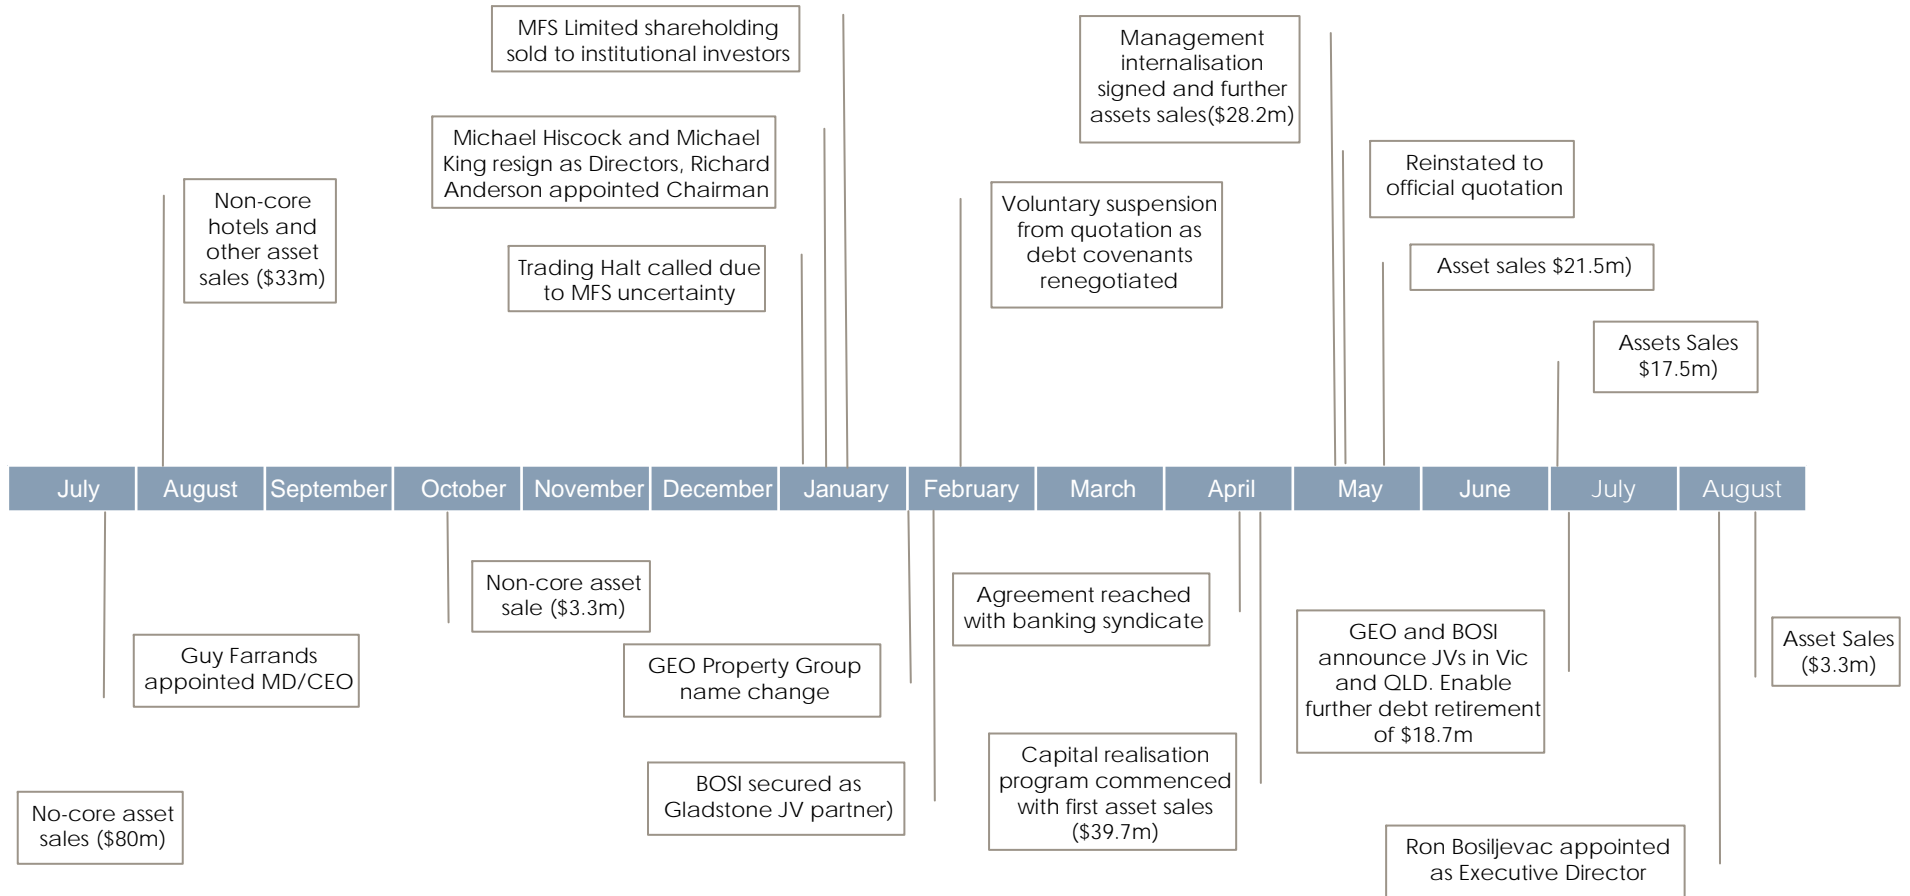 MFS Limited shareholding
sold to institutional investors
Management
internalisation
signed and further
assets sales($28.2m)
Michael Hiscock and Michael
King resign as Directors, Richard
Anderson appointed Chairman
Reinstated to
official quotation
Non-core
hotels and
other asset
sales ($33m)
Voluntary suspension
from quotation as
debt covenants
renegotiated
Trading Halt called due
to MFS uncertainty
Asset sales $21.5m)
Assets Sales
$17.5m)
July August September October November December January February March April May June July August
Non-core asset
sale ($3.3m)
Agreement reached
with banking syndicate
GEO and BOSI
announce JVs in Vic
and QLD. Enable
further debt retirement
of $18.7m
Asset Sales
($3.3m)
Guy Farrands
appointed MD/CEO
GEO Property Group
name change
Capital realisation
program commenced
with first asset sales
($39.7m)
BOSI secured as
Gladstone JV partner)
No-core asset
sales ($80m)
Ron Bosiljevac appointed
as Executive Director